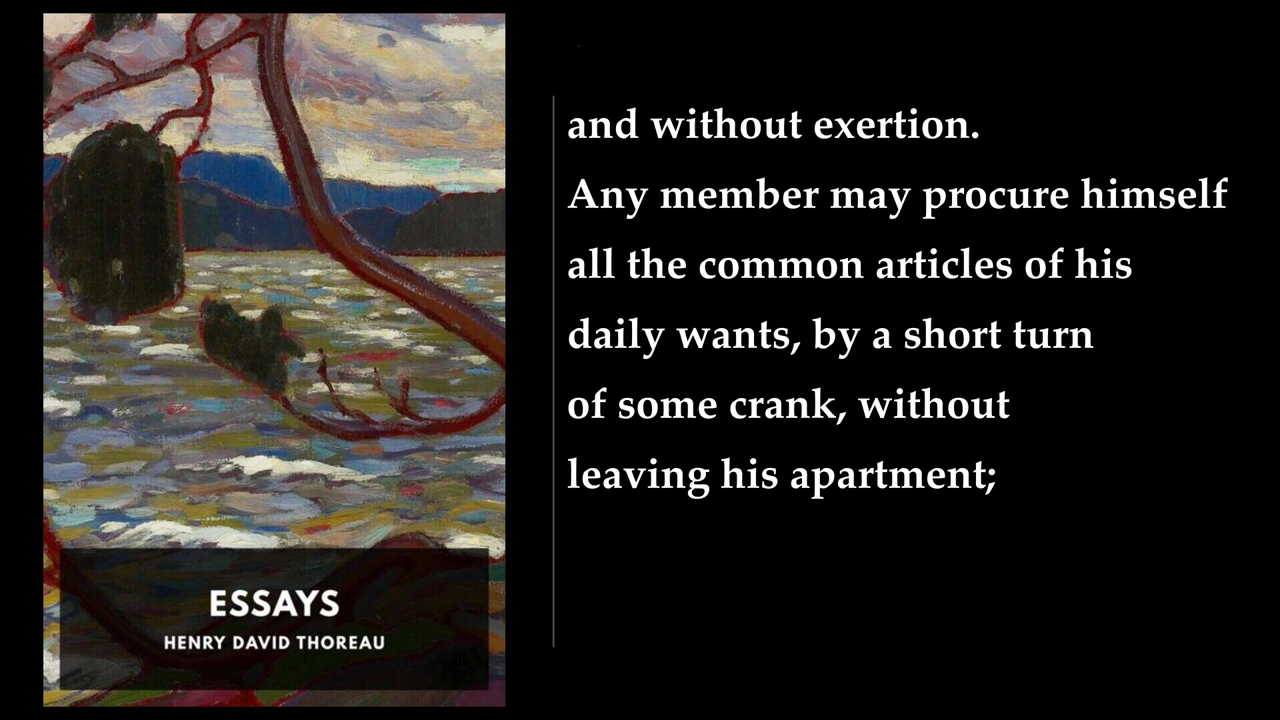 ESSAYS
HENRY DAVID THOREAU
and without exertion.
Any member may procure himself
all the common articles of his
daily wants, by a short turn
of some crank, without
leaving his apartment;